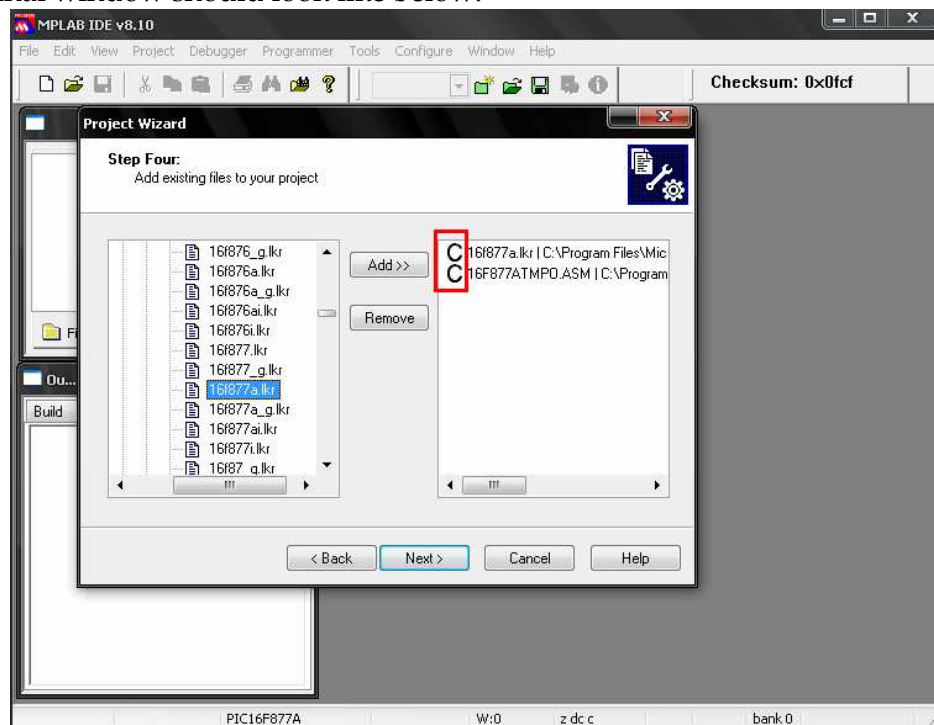 MPLAB IDE v8.10
File Edit View Project Debugger Programmer Tools Configure Window Help
Checksum: 0x0fcf
Project Wizard
Step Four:
Add existing files to your project
16f876_g.lkr
16f876a.lkr
16f876a_g.lkr
16f876ai.lkr
16f876i.lkr
16f877.lkr
16f877_g.lkr
16f877a.lkr
16f877a_g.lkr
16f877ai.lkr
16f877i.lkr
16f87_g.lkr
Add >>
Remove
C 16f877a.lkr | C:\Program Files\Mic
C 16F877ATMPO.ASM | C:\Program
Fi
Ou...
Build
< Back Next > Cancel Help
PIC16F877A W:0 z dc c bank 0